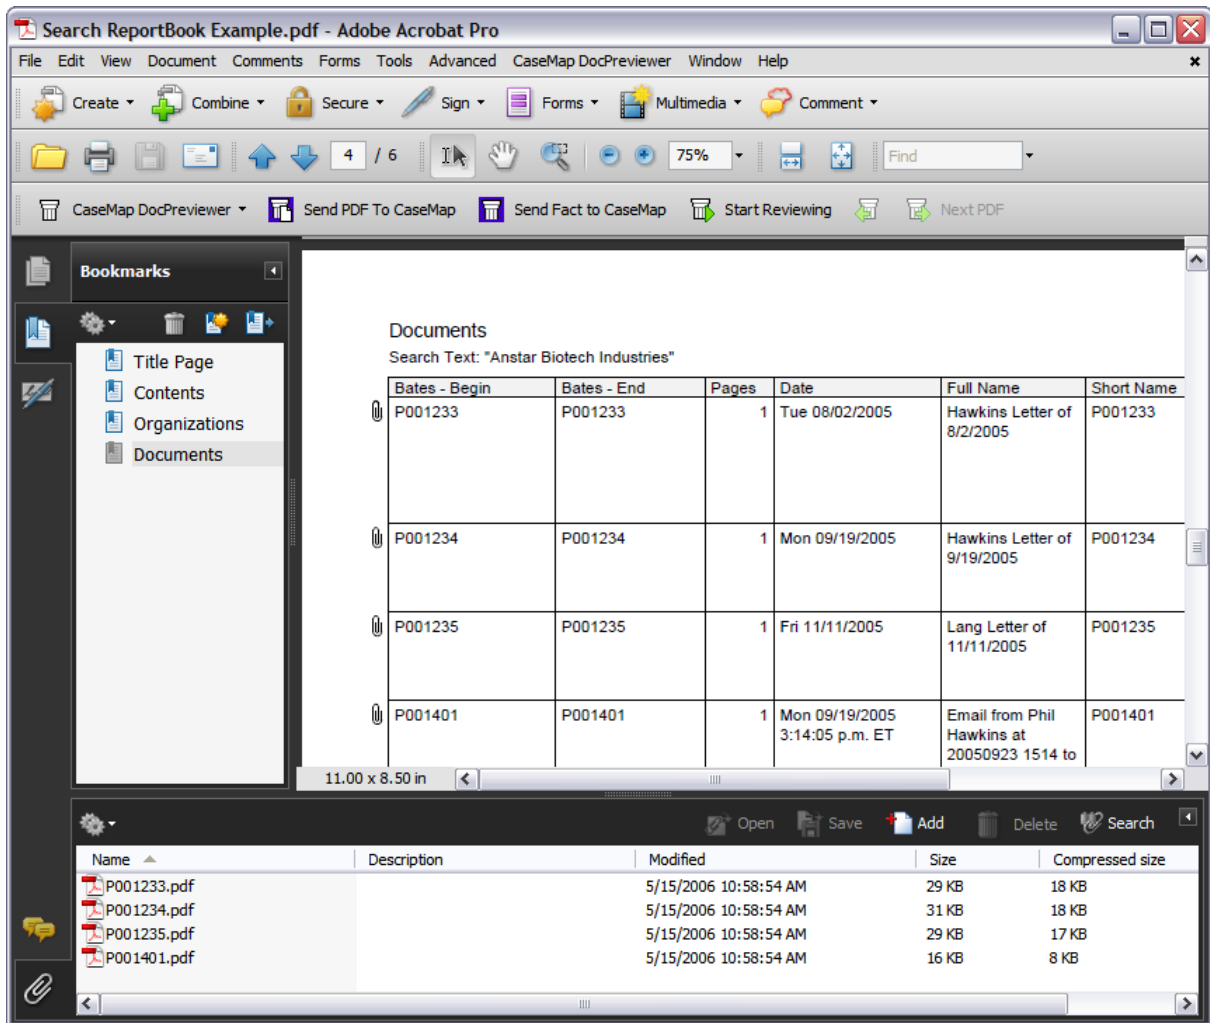 Search ReportBook Example.pdf - Adobe Acrobat Pro
File Edit View Document Comments Forms Tools Advanced CaseMap DocPreviewer Window Help
Create Combine Secure Sign Forms Multimedia Comment
4 / 6 75% Find
CaseMap DocPreviewer Send PDF To CaseMap Send Fact to CaseMap Start Reviewing Next PDF
Bookmarks
Title Page
Contents
Organizations
Documents
Documents
Search Text: "Anstar Biotech Industries"
Bates - Begin Bates - End Pages Date Full Name Short Name
P001233 P001233 1 Tue 08/02/2005 Hawkins Letter of P001233
8/2/2005
P001234 P001234 1 Mon 09/19/2005 Hawkins Letter of P001234
9/19/2005
P001235 P001235 1 Fri 11/11/2005 Lang Letter of P001235
11/11/2005
P001401 P001401 1 Mon 09/19/2005 Email from Phil P001401
3:14:05 p.m. ET Hawkins at
20050923 1514 to
11.00 x 8.50 in
Open Save Add Delete Search
Name Description Modified Size Compressed size
P001233.pdf 5/15/2006 10:58:54 AM 29 KB 18 KB
P001234.pdf 5/15/2006 10:58:54 AM 31 KB 18 KB
P001235.pdf 5/15/2006 10:58:54 AM 29 KB 17 KB
P001401.pdf 5/15/2006 10:58:54 AM 16 KB 8 KB